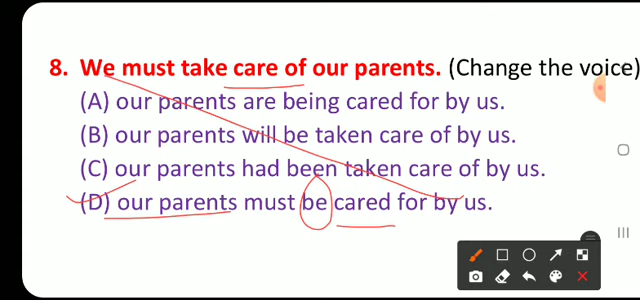 8. We must take care of our parents. (Change the voice)
(A) our parents are being cared for by us.
(B) our parents will be taken care of by us.
(C) our parents had been taken care of by us.
(D) our parents must be cared for by us.